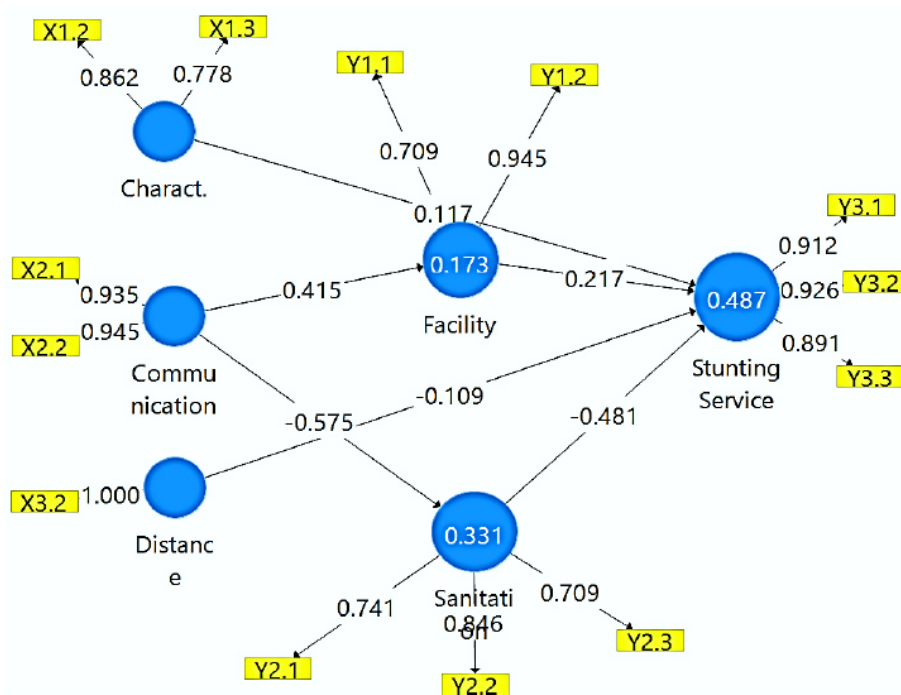 X1.2
X1.3
0.862
0.778
Y1.1
Y1.2
0.709
0.945
Charact.
0.117
Y3.1
0.912
X2.1
0.935
0.415
0.173
0.217
0.487
0.926
Y3.2
X2.2
0.945
Facility
0.891
Y3.3
Commu
nication
Stunting
Service
-0.109
-0.575
-0.481
X3.2
1.000
Distanc
e
0.331
0.741
Sanitati
on
0.846
0.709
Y2.1
Y2.2
Y2.3